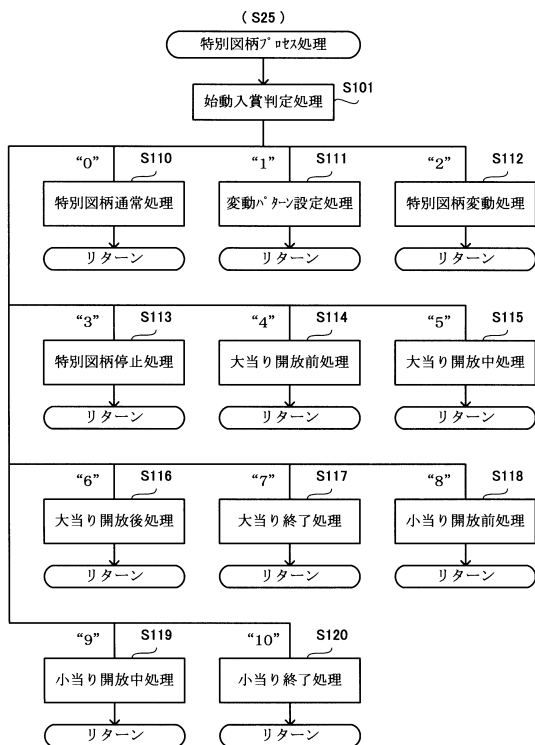 (S25)
特別図柄プロセス処理
S101
始動入賞判定処理
“0” S110 “1” S111 “2” S112
特別図柄通常処理 変動パターン設定処理 特別図柄変動処理
リターン リターン リターン
“3” S113 “4” S114 “5” S115
特別図柄停止処理 大当り開放前処理 大当り開放中処理
リターン リターン リターン
“6” S116 “7” S117 “8” S118
大当り開放後処理 大当り終了処理 小当り開放前処理
リターン リターン リターン
“9” S119 “10” S120
小当り開放中処理 小当り終了処理
リターン リターン